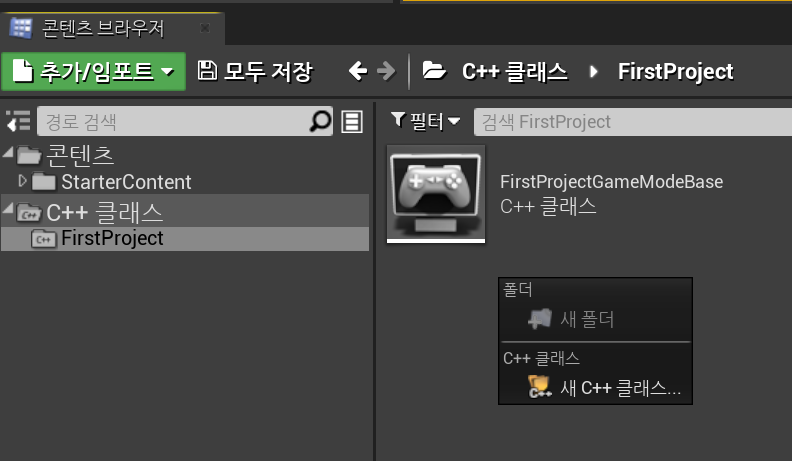 콘텐츠 브라우저
추가/임포트
모두 저장
C++ 클래스
FirstProject
경로 검색
콘텐츠
StarterContent
C++ 클래스
C++
FirstProject
필터
검색 FirstProject
FirstProjectGameModeBase
C++ 클래스
폴더
새 폴더
C++ 클래스
새 C++ 클래스...